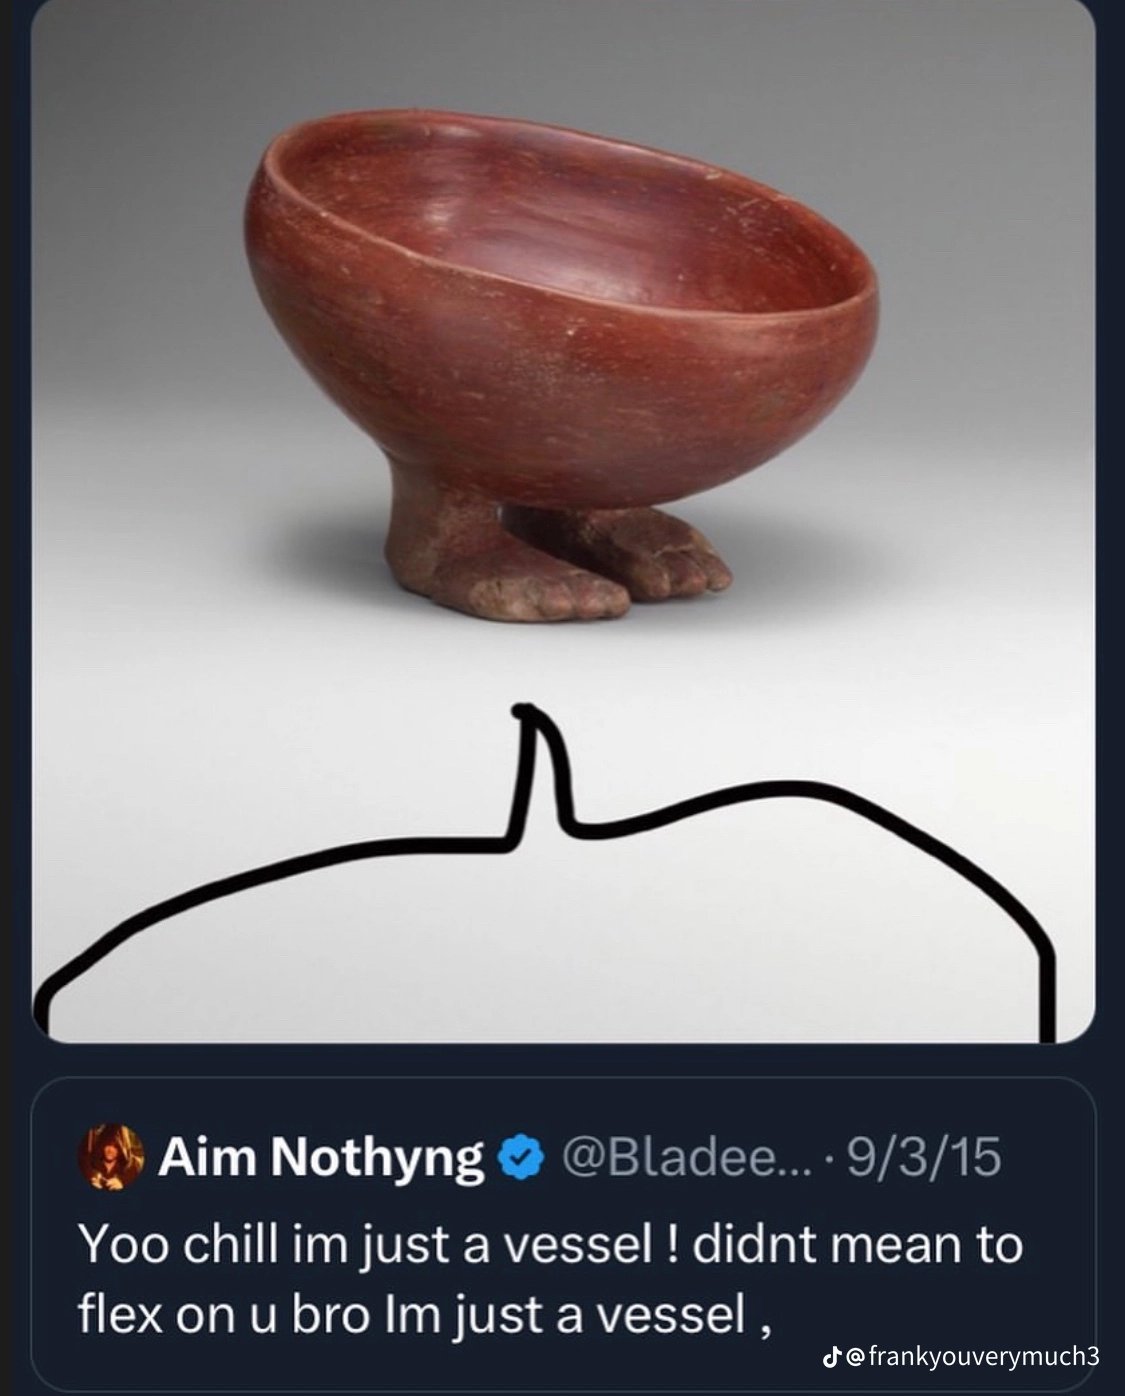 Aim Nothyng @Bladee... · 9/3/15
Yoo chill im just a vessel ! didnt mean to
flex on u bro Im just a vessel ,
@frankyouverymuch3